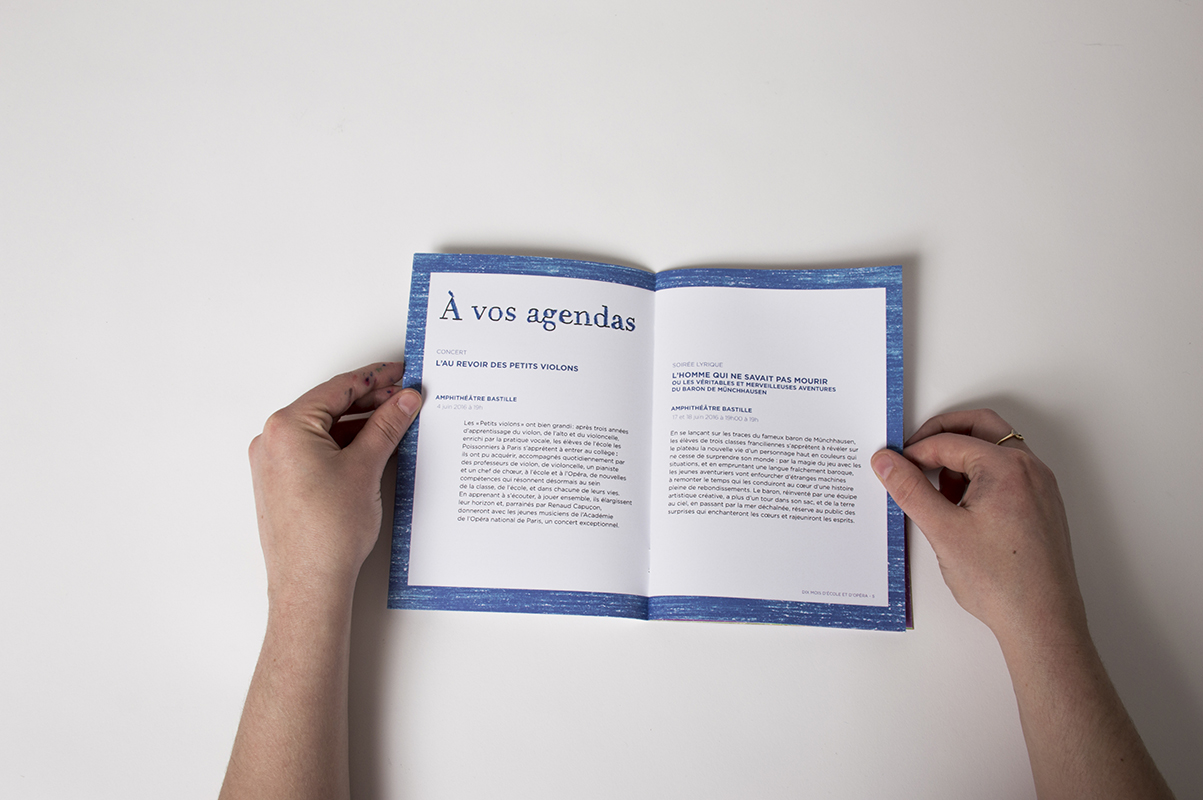 À vos agendas
CONCERT
L'AU REVOIR DES PETITS VIOLONS
AMPHITHÉÂTRE BASTILLE
4 juin 2016 à 19h
Les « Petits violons » ont bien grandi : après trois années
d'apprentissage du violon, de l'alto et du violoncelle,
enrichi par la pratique vocale, les élèves de l'école les
Poissonniers à Paris s'apprêtent à entrer au collège ;
ils ont pu acquérir, accompagnés quotidiennement par
des professeurs de violon, de violoncelle, un pianiste
et un chef de chœur, à l'école et à l'Opéra, de nouvelles
compétences qui résonnent désormais au sein
de la classe, de l'école, et dans chacune de leurs vies.
En apprenant à s'écouter, à jouer ensemble, ils élargissent
leur horizon et, parrainés par Renaud Capuçon,
donneront avec les jeunes musiciens de l'Académie
de l'Opéra national de Paris, un concert exceptionnel.
SOIRÉE LYRIQUE
L'HOMME QUI NE SAVAIT PAS MOURIR
OU LES VÉRITABLES ET MERVEILLEUSES AVENTURES
DU BARON DE MÜNCHHAUSEN
AMPHITHÉÂTRE BASTILLE
17 et 18 juin 2016 à 19h00 à 19h
En se lançant sur les traces du fameux baron de Münchhausen,
les élèves de trois classes franciliennes s'apprêtent à révéler sur
le plateau la nouvelle vie d'un personnage haut en couleurs qui
ne cesse de surprendre son monde : par la magie du jeu avec les
situations, et en empruntant une langue fraîchement baroque,
les jeunes aventuriers vont enfourcher d'étranges machines
à remonter le temps qui les conduiront au cœur d'une histoire
pleine de rebondissements. Le baron, réinventé par une équipe
artistique créative, a plus d'un tour dans son sac, et de la terre
au ciel, en passant par la mer déchaînée, réserve au public des
surprises qui enchanteront les cœurs et rajeuniront les esprits.
DIX MOIS D'ÉCOLE ET D'OPÉRA -